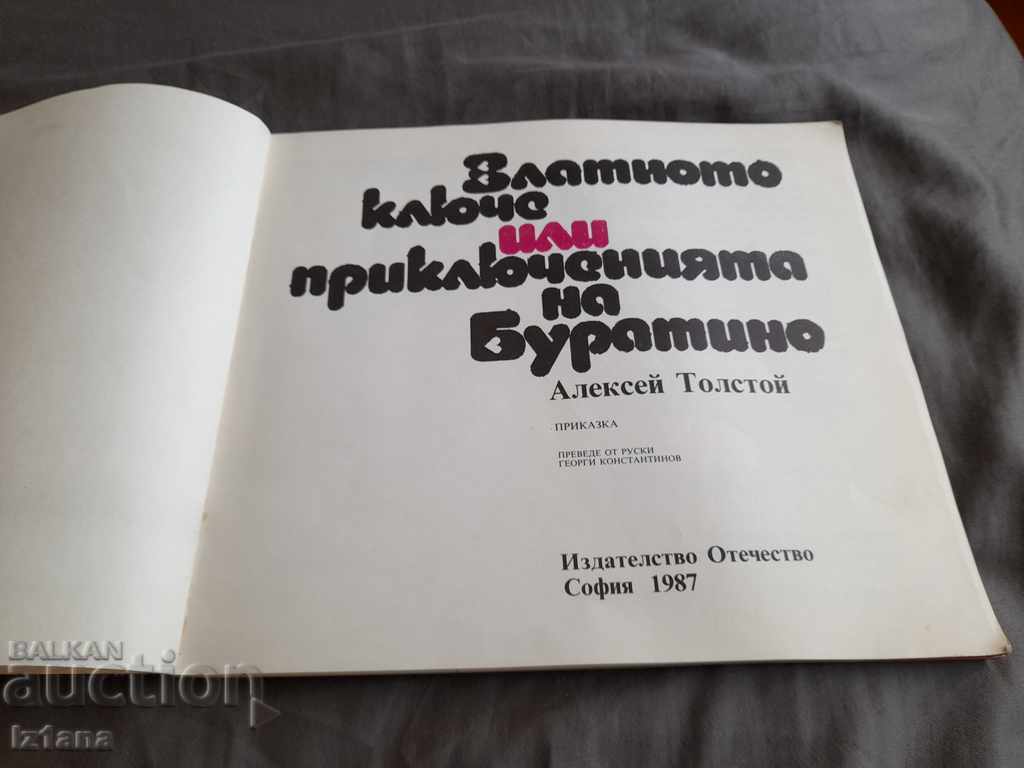 Златното
ключе
или
приключенията
на
Буратино
Алексей Толстой
ПРИКАЗКА
ПРЕВЕДЕ ОТ РУСКИ
ГЕОРГИ КОНСТАНТИНОВ
Издателство Отечество
София 1987
BALKAN
auction
iztana